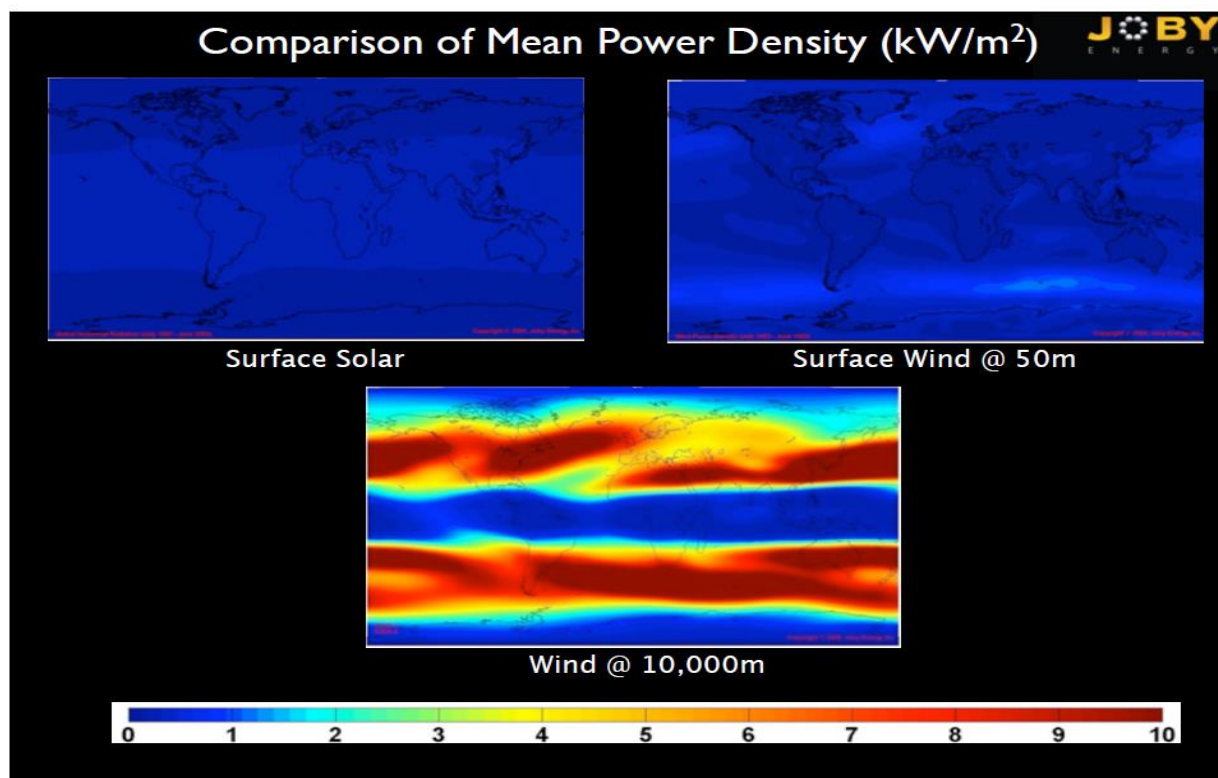 Comparison of Mean Power Density (kW/m²)
JOBY
ENERGY
Surface Solar
Surface Wind @ 50m
Wind @ 10,000m
0 1 2 3 4 5 6 7 8 9 10